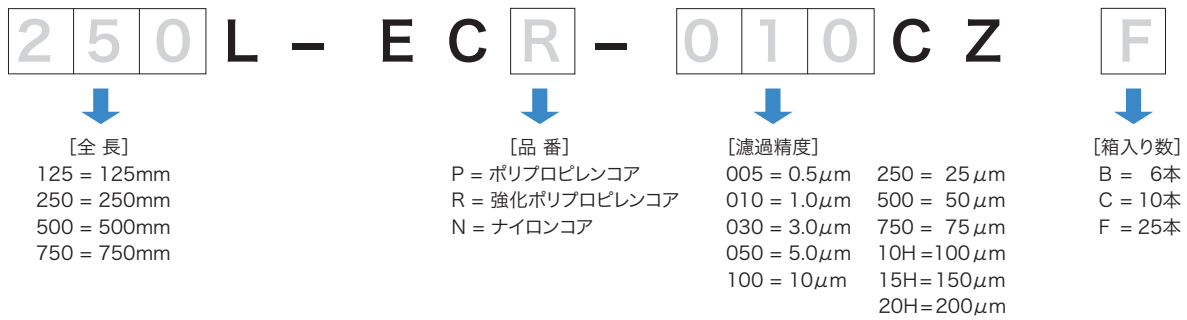 250L – ECR – 010CZ F
[全 長]
125 = 125mm
250 = 250mm
500 = 500mm
750 = 750mm
[品 番]
P = ポリプロピレンコア
R = 強化ポリプロピレンコア
N = ナイロンコア
[濾過精度]
005 = 0.5μm 250 = 25μm
010 = 1.0μm 500 = 50μm
030 = 3.0μm 750 = 75μm
050 = 5.0μm 10H=100μm
100 = 10μm 15H=150μm
20H=200μm
[箱入り数]
B = 6本
C = 10本
F = 25本